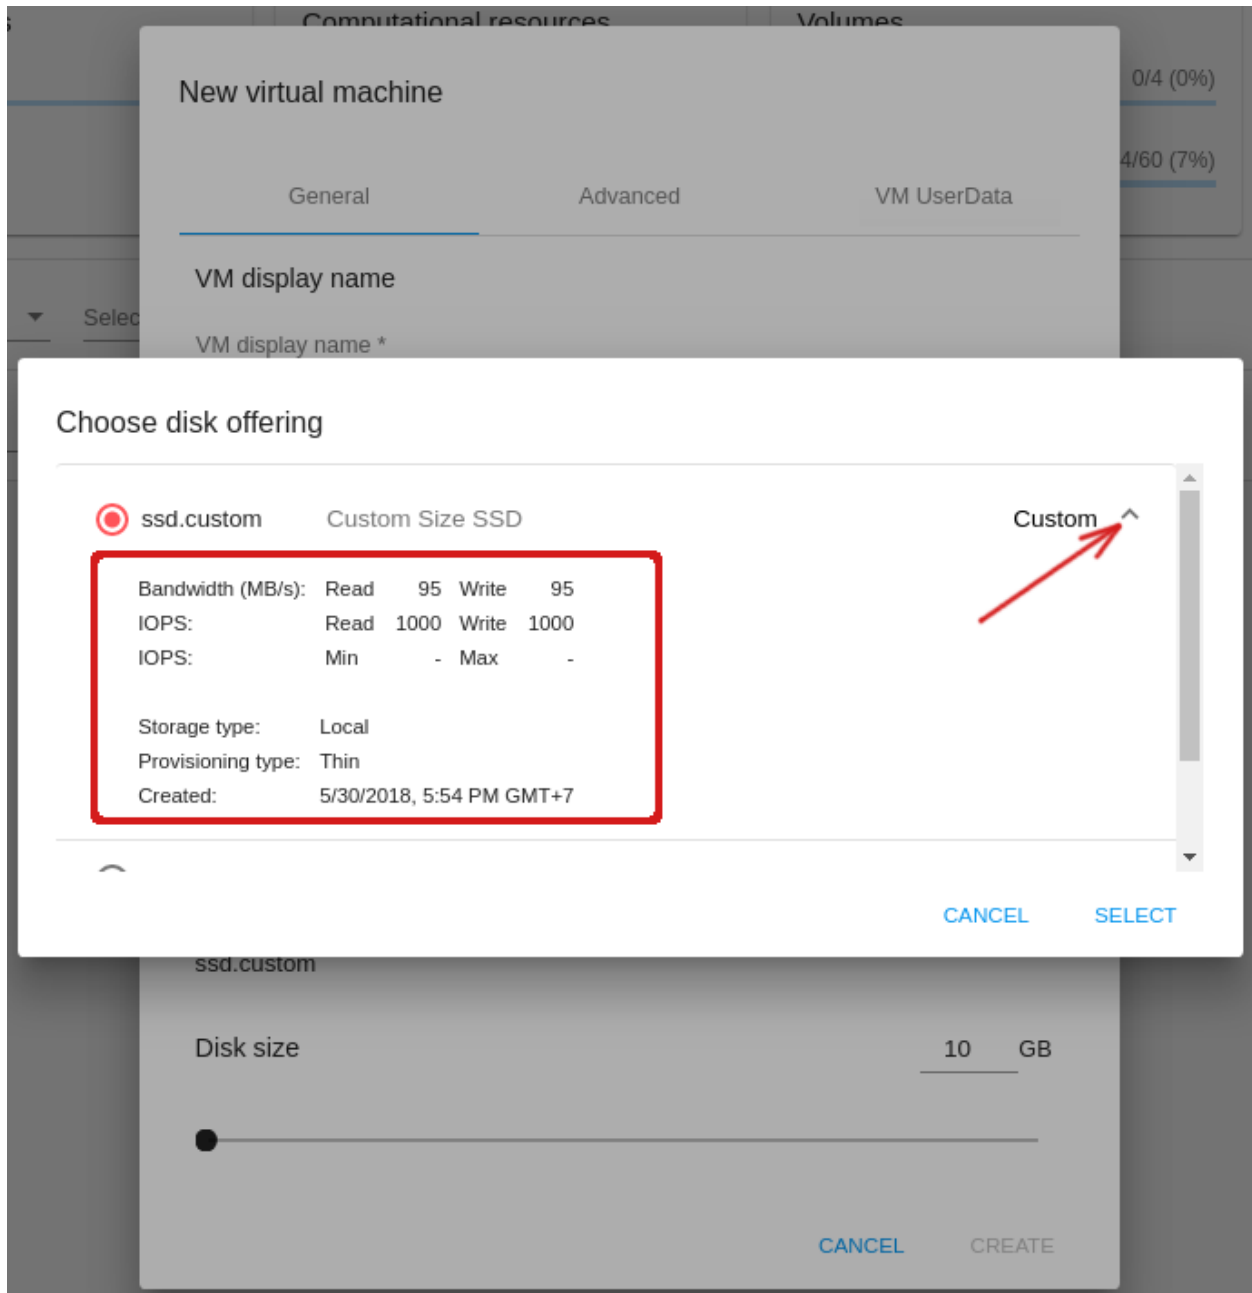 Computational resources
Volumes
New virtual machine
0/4 (0%)
4/60 (7%)
General Advanced VM UserData
VM display name
Selec
VM display name *
Choose disk offering
ssd.custom Custom Size SSD Custom
Bandwidth (MB/s): Read 95 Write 95
IOPS: Read 1000 Write 1000
IOPS: Min - Max -
Storage type: Local
Provisioning type: Thin
Created: 5/30/2018, 5:54 PM GMT+7
CANCEL SELECT
ssd.custom
Disk size 10 GB
CANCEL CREATE